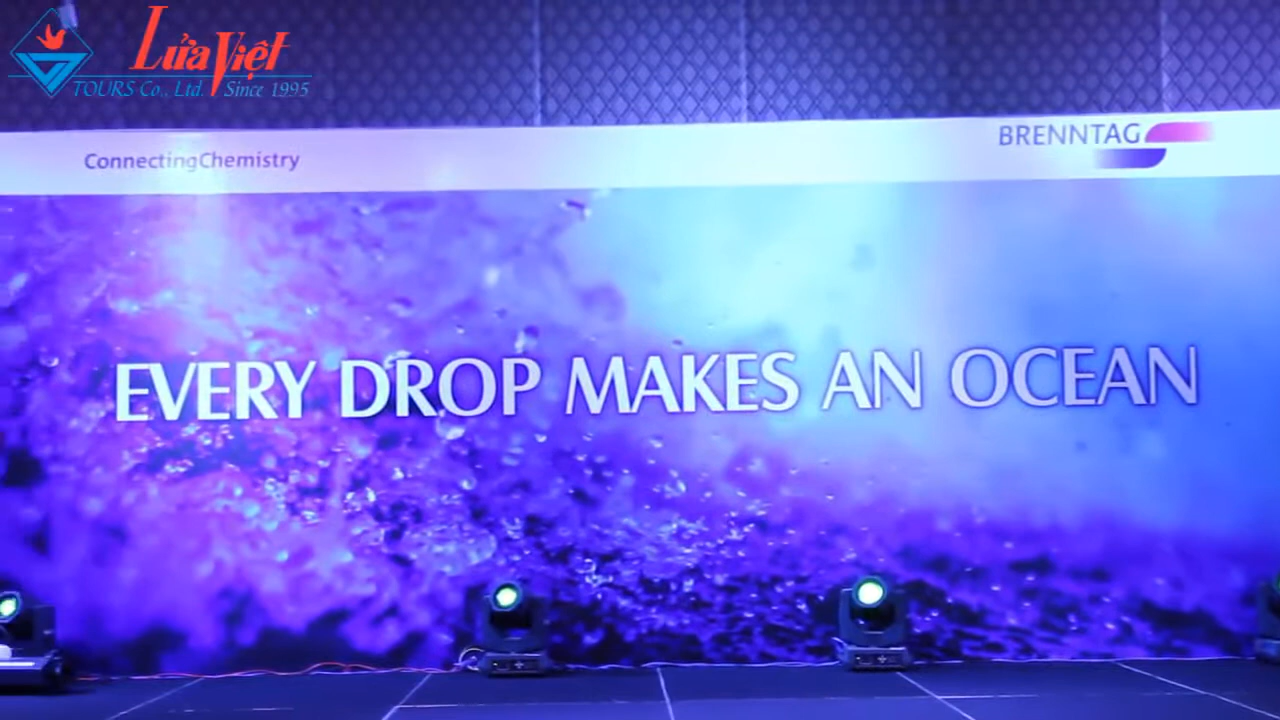 Lửa Việt
TOURS Co., Ltd. Since 1995
ConnectingChemistry
BRENNTAG
EVERY DROP MAKES AN OCEAN